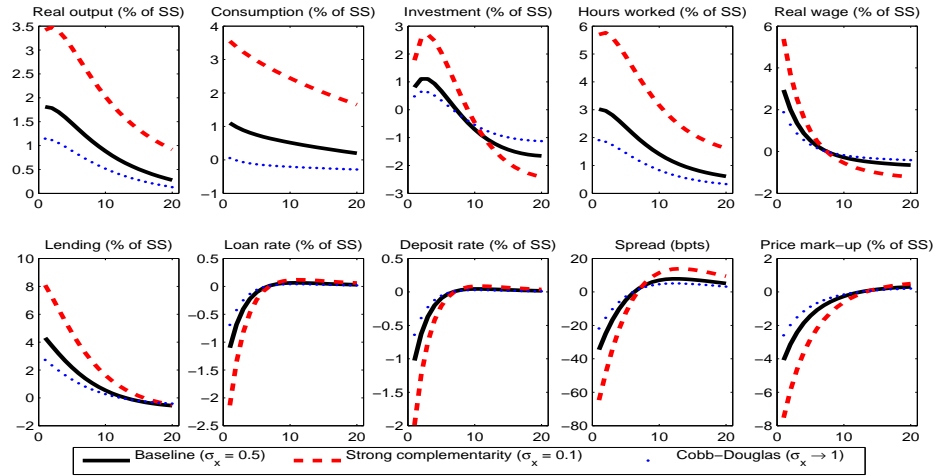 Real output (% of SS)
Consumption (% of SS)
Investment (% of SS)
Hours worked (% of SS)
Real wage (% of SS)
3.5
3
2.5
2
1.5
1
0.5
0
0 10 20
4
3
2
1
0
−1
0 10 20
3
2
1
0
−1
−2
−3
0 10 20
6
5
4
3
2
1
0
0 10 20
6
4
2
0
−2
0 10 20
Lending (% of SS)
Loan rate (% of SS)
Deposit rate (% of SS)
Spread (bpts)
Price mark−up (% of SS)
10
8
6
4
2
0
−2
0 10 20
0.5
0
−0.5
−1
−1.5
−2
2.5
0 10 20
0.5
0
−0.5
−1
−1.5
−2
0 10 20
20
0
−20
−40
−60
−80
0 10 20
4
2
0
−2
−4
−6
−8
0 10 20
Baseline (σx = 0.5)
Strong complementarity (σx = 0.1)
Cobb−Douglas (σx → 1)